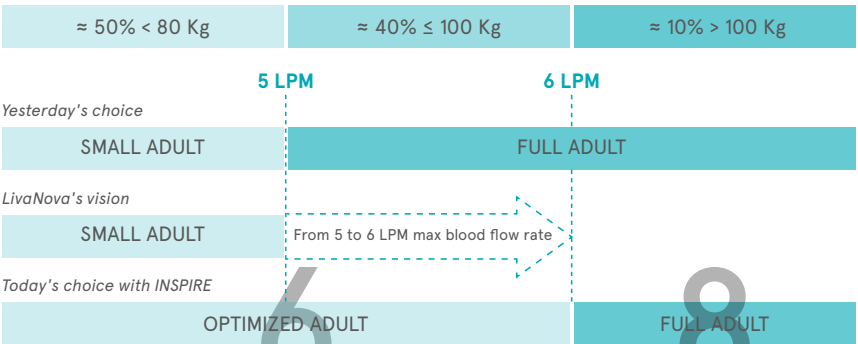 ≈ 50% < 80 Kg
≈ 40% ≤ 100 Kg
≈ 10% > 100 Kg
5 LPM
6 LPM
Yesterday's choice
SMALL ADULT
FULL ADULT
LivaNova's vision
SMALL ADULT
From 5 to 6 LPM max blood flow rate
Today's choice with INSPIRE
6
8
OPTIMIZED ADULT
FULL ADULT